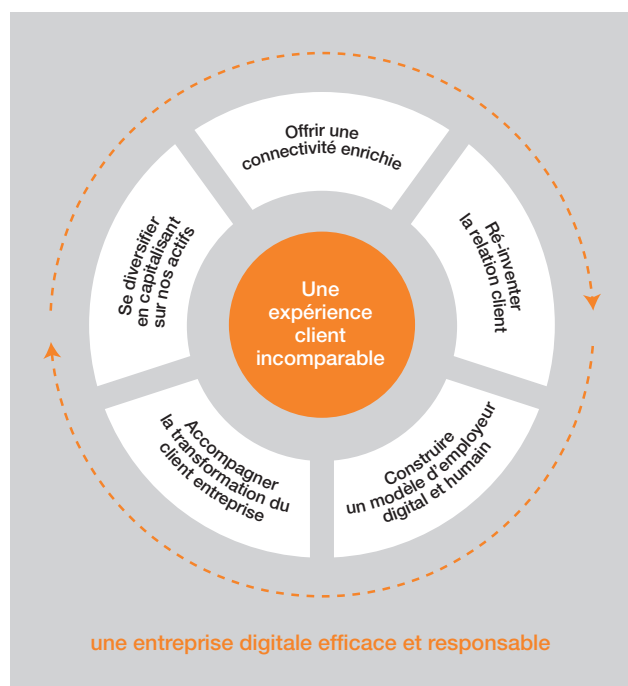 Offrir une
connectivité enrichie
Ré-inventer
la relation client
Construire
un modèle d'employeur
digital et humain
Accompagner
la transformation du
client entreprise
Se diversifier
en capitalisant
sur nos actifs
Une
expérience
client
incomparable
une entreprise digitale efficace et responsable